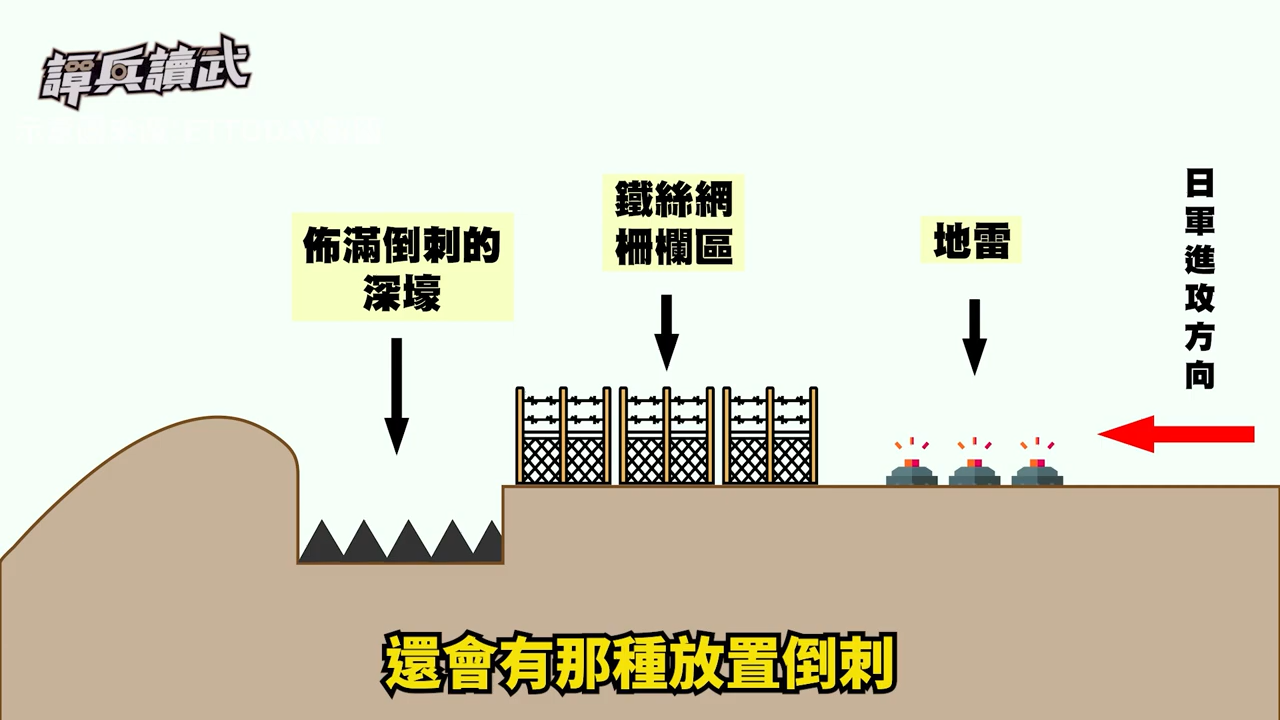 譚兵讀武
鐵絲網
柵欄區
佈滿倒刺的
深壕
地雷
日軍進攻方向
還會有那種放置倒刺